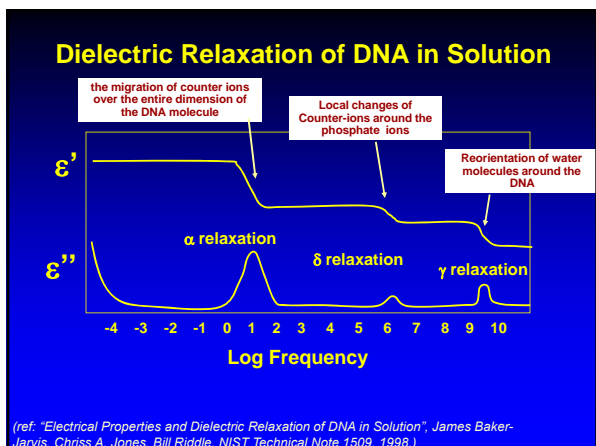 Dielectric Relaxation of DNA in Solution
the migration of counter ions
over the entire dimension of
the DNA molecule
Local changes of
Counter-ions around the
phosphate ions
Reorientation of water
molecules around the
DNA
ε'
α relaxation
δ relaxation
γ relaxation
ε''
-4 -3 -2 -1 0 1 2 3 4 5 6 7 8 9 10
Log Frequency
(ref: "Electrical Properties and Dielectric Relaxation of DNA in Solution", James Baker-
Jarvis, Chriss A. Jones, Bill Riddle, NIST Technical Note 1509, 1998.)